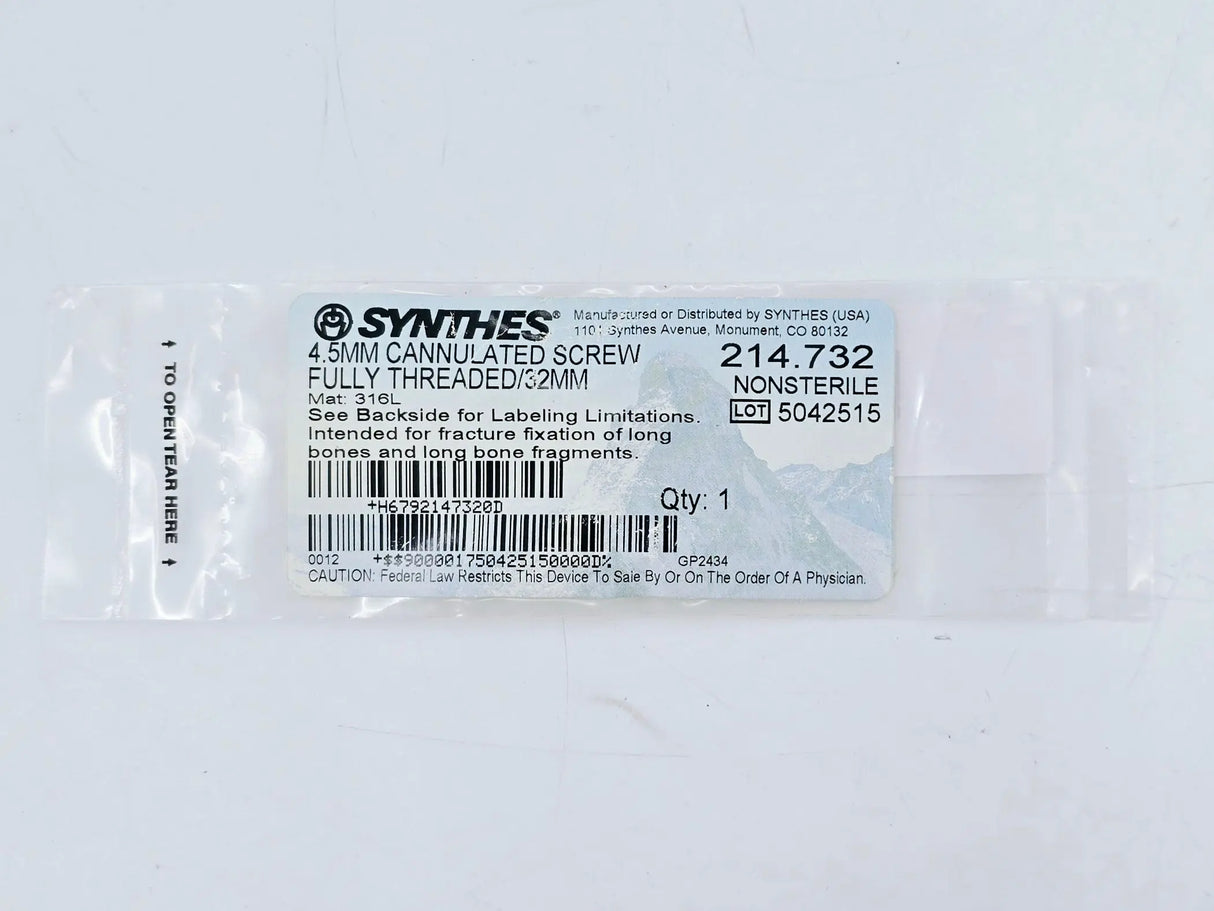 TO OPEN TEAR HERE
SYNTHES®
Manufactured or Distributed by SYNTHES (USA)
1101 Synthes Avenue, Monument, CO 80132
4.5MM CANNULATED SCREW
FULLY THREADED/32MM
214.732
NONSTERILE
LOT 5042515
Mat: 316L
See Backside for Labeling Limitations.
Intended for fracture fixation of long
bones and long bone fragments.
+H6792147320D
Qty: 1
0012 +$$900001750425150000D% GP2434
CAUTION: Federal Law Restricts This Device To Sale By Or On The Order Of A Physician.